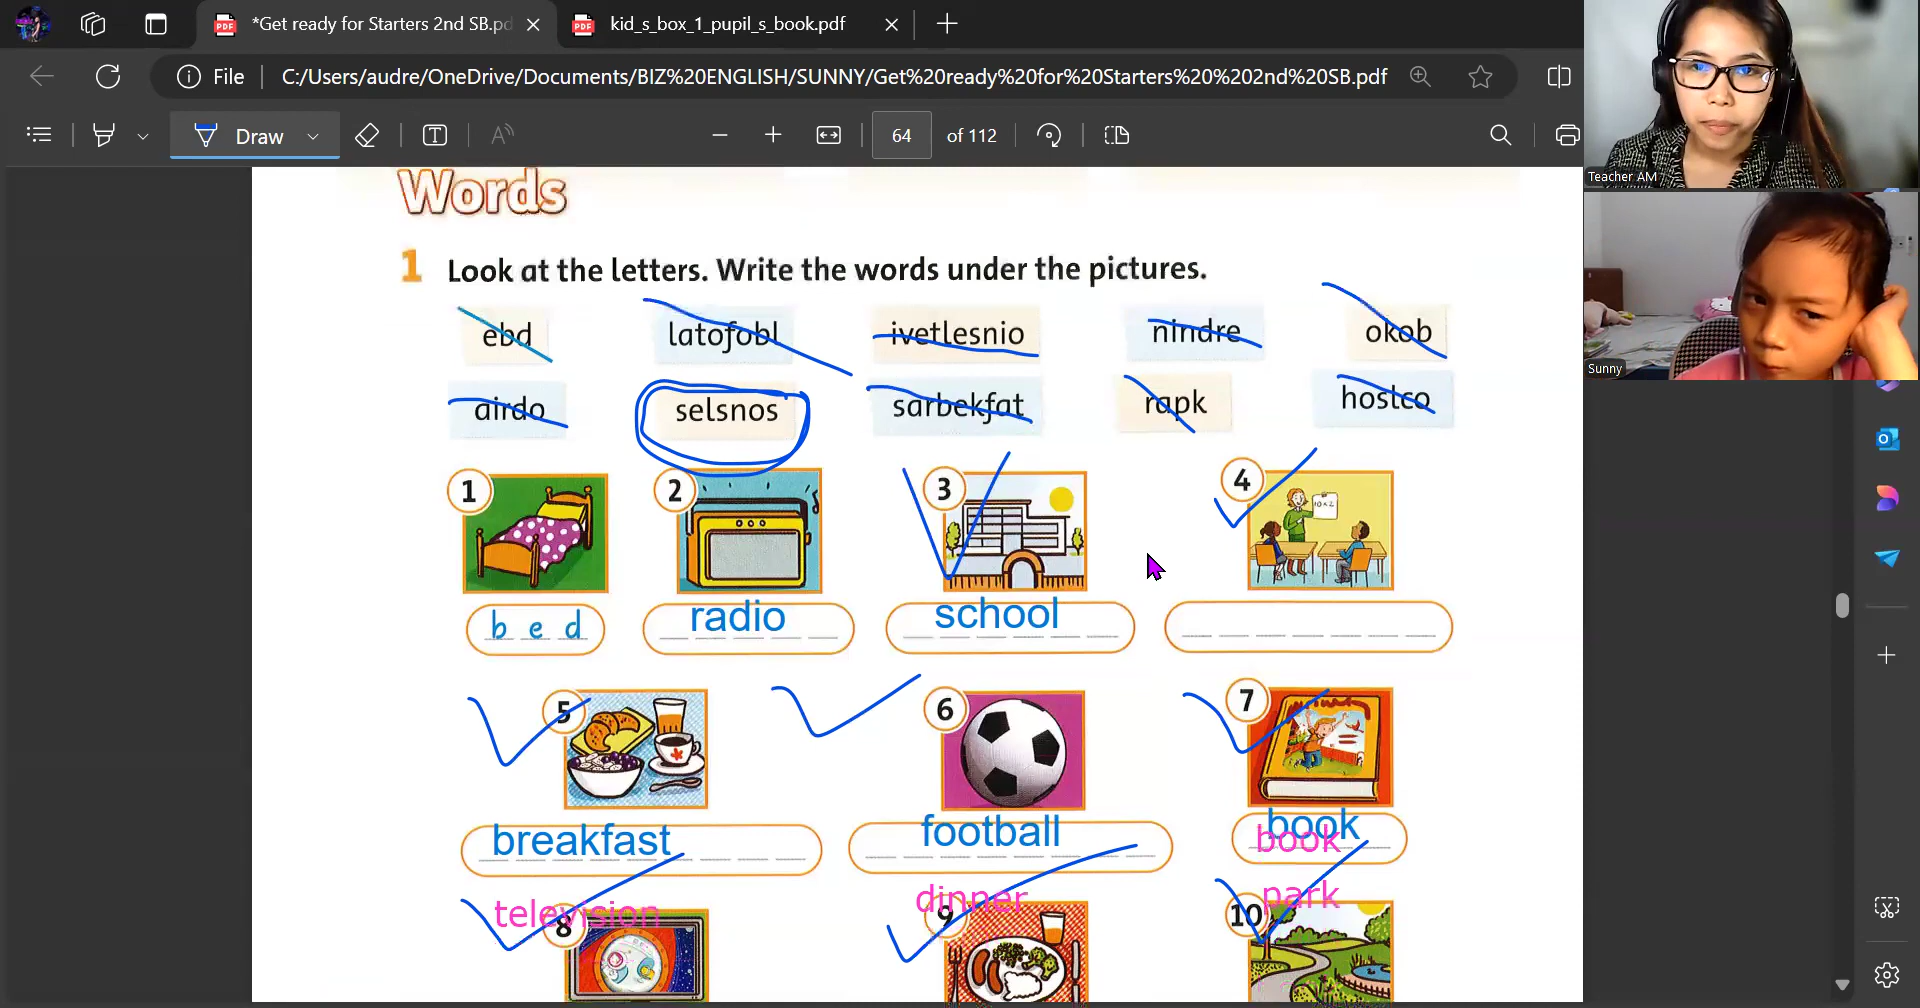 *Get ready for Starters 2nd SB.pd
kid_s_box_1_pupil_s_book.pdf
File
C:/Users/audre/OneDrive/Documents/BIZ%20ENGLISH/SUNNY/Get%20ready%20for%20Starters%20%202nd%20SB.pdf
Draw
64 of 112
Teacher AM
Sunny
Words
1 Look at the letters. Write the words under the pictures.
ebd latofobl ivetlesnio nindre okob
airdo selsnos sarbekfat rapk hostco
1 2 3 4
10 x 2
b e d radio school
5 6 7
breakfast football book
book
television dinner park
8 9 10